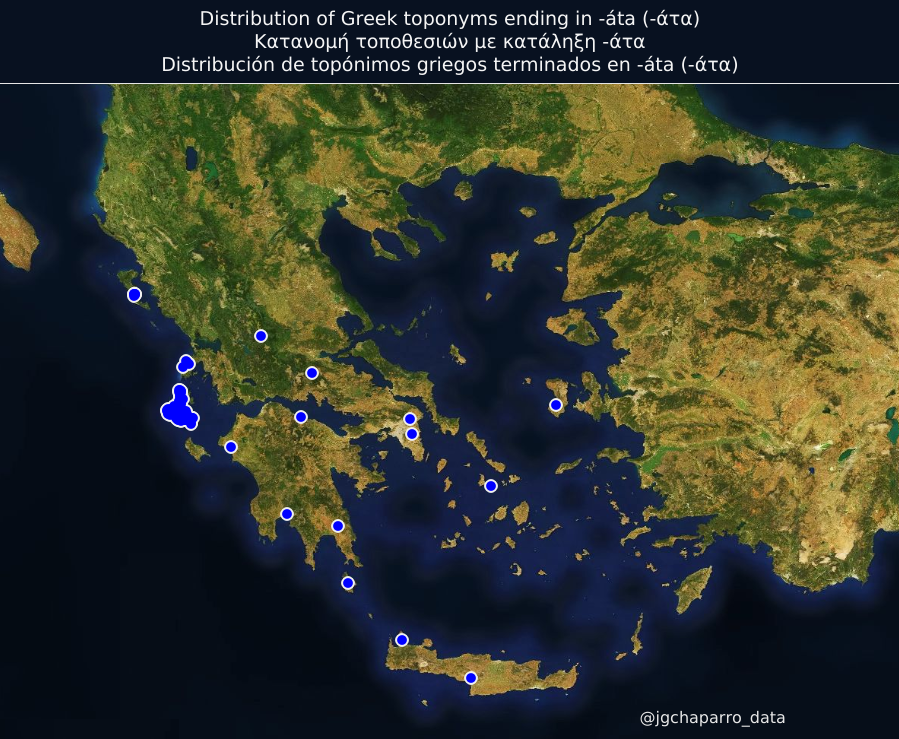 Distribution of Greek toponyms ending in -áta (-άτα)
Κατανομή τοποθεσιών με κατάληξη -άτα
Distribución de topónimos griegos terminados en -áta (-άτα)
@jgchaparro_data